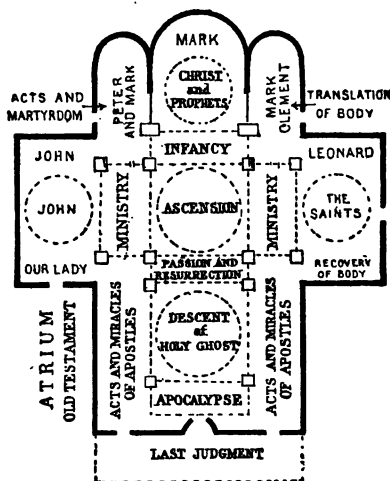 MARK
CHRIST
and
PROPHETS
ACTS AND
MARTYRDOM
PETER
AND MARK
MARK
CLEMENT
TRANSLATION
OF BODY
INFANCY
JOHN
JOHN
OUR LADY
MINISTRY
ASCENSION
MINISTRY
LEONARD
THE
SAINTS
RECOVERY
OF BODY
PASSION AND
RESURRECTION
ATRIUM
OLD TESTAMENT
ACTS AND MIRACLES
OF APOSTLES
DESCENT
of
HOLY GHOST
ACTS AND MIRACLES
OF APOSTLES
APOCALYPSE
LAST JUDGMENT